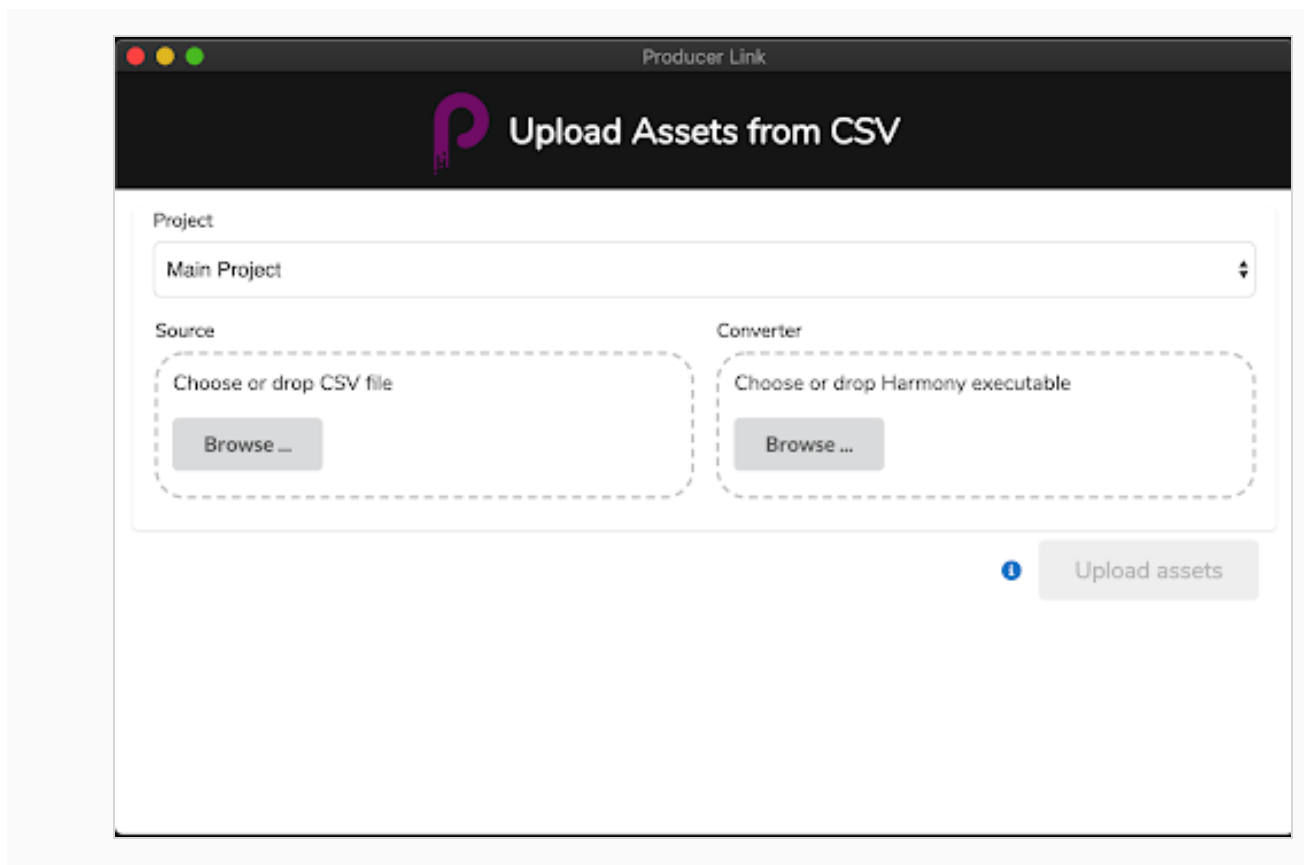 Producer Link
Upload Assets from CSV
Project
Main Project
Source
Converter
Choose or drop CSV file
Choose or drop Harmony executable
Browse ...
Browse ...
Upload assets